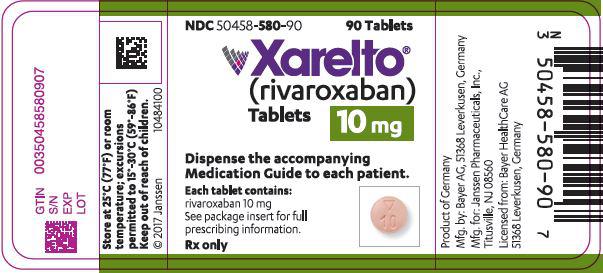 GTIN 00350458580907
S/N
EXP
LOT
Store at 25°C (77°F) or room
temperature; excursions
permitted to 15°-30°C (59°-86°F)
Keep out of reach of children.
© 2017 Janssen 10484100
NDC 50458-580-90 90 Tablets
Xarelto®
(rivaroxaban)
Tablets 10 mg
Dispense the accompanying
Medication Guide to each patient.
Each tablet contains:
rivaroxaban 10 mg
See package insert for full
prescribing information.
Rx only
10
Product of Germany
Mfg. by: Bayer AG, 51368 Leverkusen, Germany
Mfg. for: Janssen Pharmaceuticals, Inc.,
Titusville, NJ 08560
Licensed from: Bayer HealthCare AG
51368 Leverkusen, Germany
N 3 50458-580-90 7